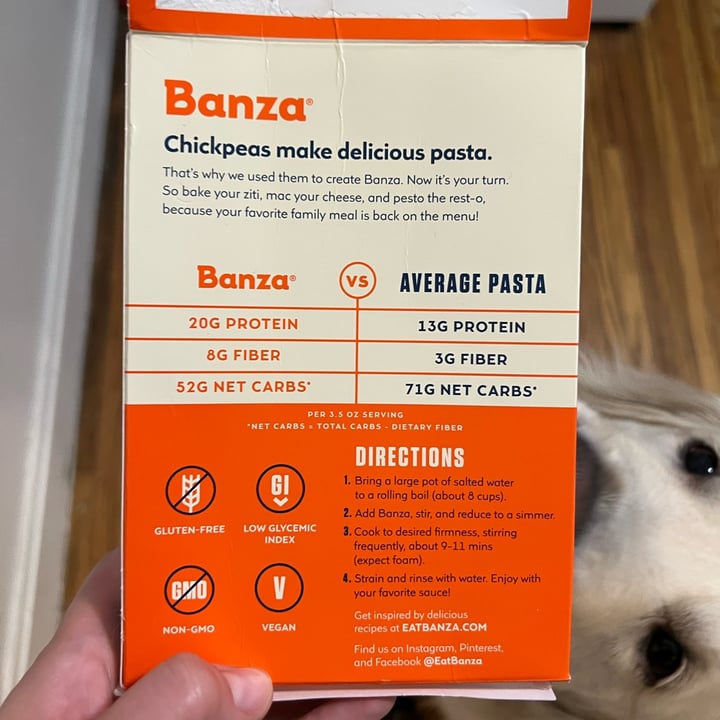 Banza®
Chickpeas make delicious pasta.
That's why we used them to create Banza. Now it's your turn.
So bake your ziti, mac your cheese, and pesto the rest-o,
because your favorite family meal is back on the menu!
Banza® VS AVERAGE PASTA
20G PROTEIN 13G PROTEIN
8G FIBER 3G FIBER
52G NET CARBS* 71G NET CARBS*
PER 3.5 OZ SERVING
*NET CARBS = TOTAL CARBS - DIETARY FIBER
GLUTEN-FREE
GI
LOW GLYCEMIC
INDEX
GMO
NON-GMO
V
VEGAN
DIRECTIONS
1. Bring a large pot of salted water
to a rolling boil (about 8 cups).
2. Add Banza, stir, and reduce to a simmer.
3. Cook to desired firmness, stirring
frequently, about 9-11 mins
(expect foam).
4. Strain and rinse with water. Enjoy with
your favorite sauce!
Get inspired by delicious
recipes at EATBANZA.COM
Find us on Instagram, Pinterest,
and Facebook @EatBanza